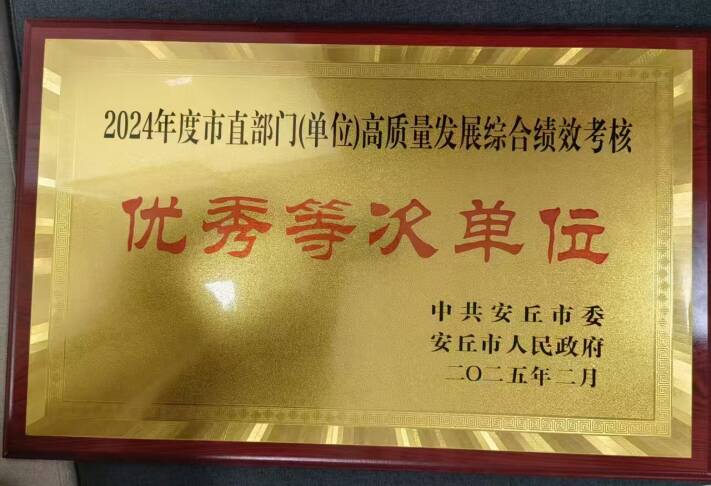 2024年度市直部门(单位)高质量发展综合绩效考核
优秀等次单位
中共安丘市委
安丘市人民政府
二〇二五年二月